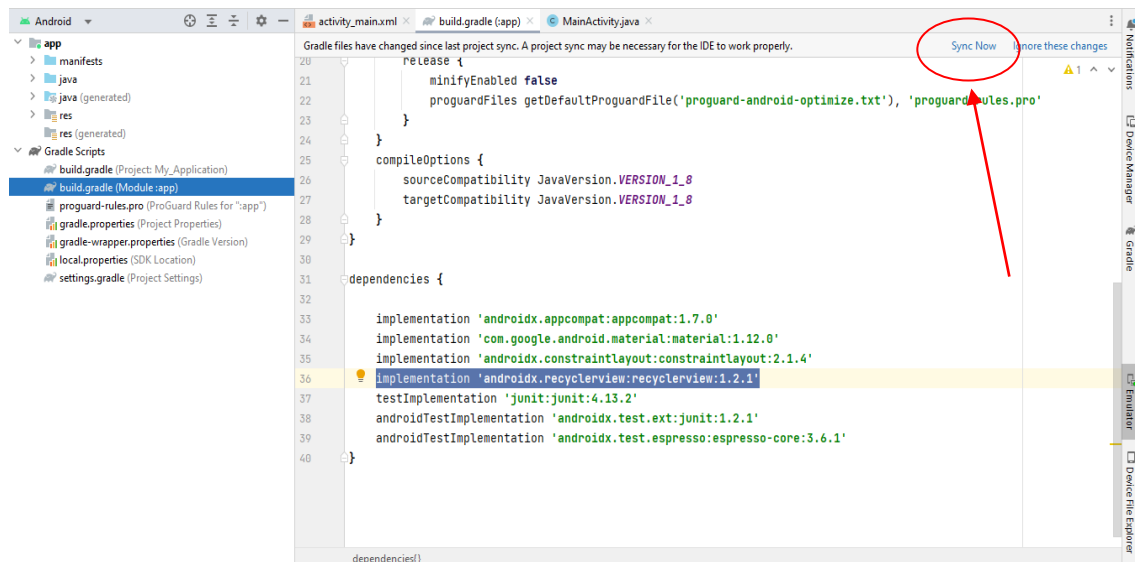 Android
activity_main.xml
build.gradle (:app)
MainActivity.java
app
manifests
java
java (generated)
res
res (generated)
Gradle Scripts
build.gradle (Project: My_Application)
build.gradle (Module :app)
proguard-rules.pro (ProGuard Rules for ":app")
gradle.properties (Project Properties)
gradle-wrapper.properties (Gradle Version)
local.properties (SDK Location)
settings.gradle (Project Settings)
Gradle files have changed since last project sync. A project sync may be necessary for the IDE to work properly.
Sync Now
Ignore these changes
1
20 release {
21 minifyEnabled false
22 proguardFiles getDefaultProguardFile('proguard-android-optimize.txt'), 'proguard-rules.pro'
23 }
24 }
25 compileOptions {
26 sourceCompatibility JavaVersion.VERSION_1_8
27 targetCompatibility JavaVersion.VERSION_1_8
28 }
29 }
30
31 dependencies {
32
33 implementation 'androidx.appcompat:appcompat:1.7.0'
34 implementation 'com.google.android.material:material:1.12.0'
35 implementation 'androidx.constraintlayout:constraintlayout:2.1.4'
36 implementation 'androidx.recyclerview:recyclerview:1.2.1'
37 testImplementation 'junit:junit:4.13.2'
38 androidTestImplementation 'androidx.test.ext:junit:1.2.1'
39 androidTestImplementation 'androidx.test.espresso:espresso-core:3.6.1'
40 }
dependencies{}
Notifications
Device Manager
Gradle
Emulator
Device File Explorer